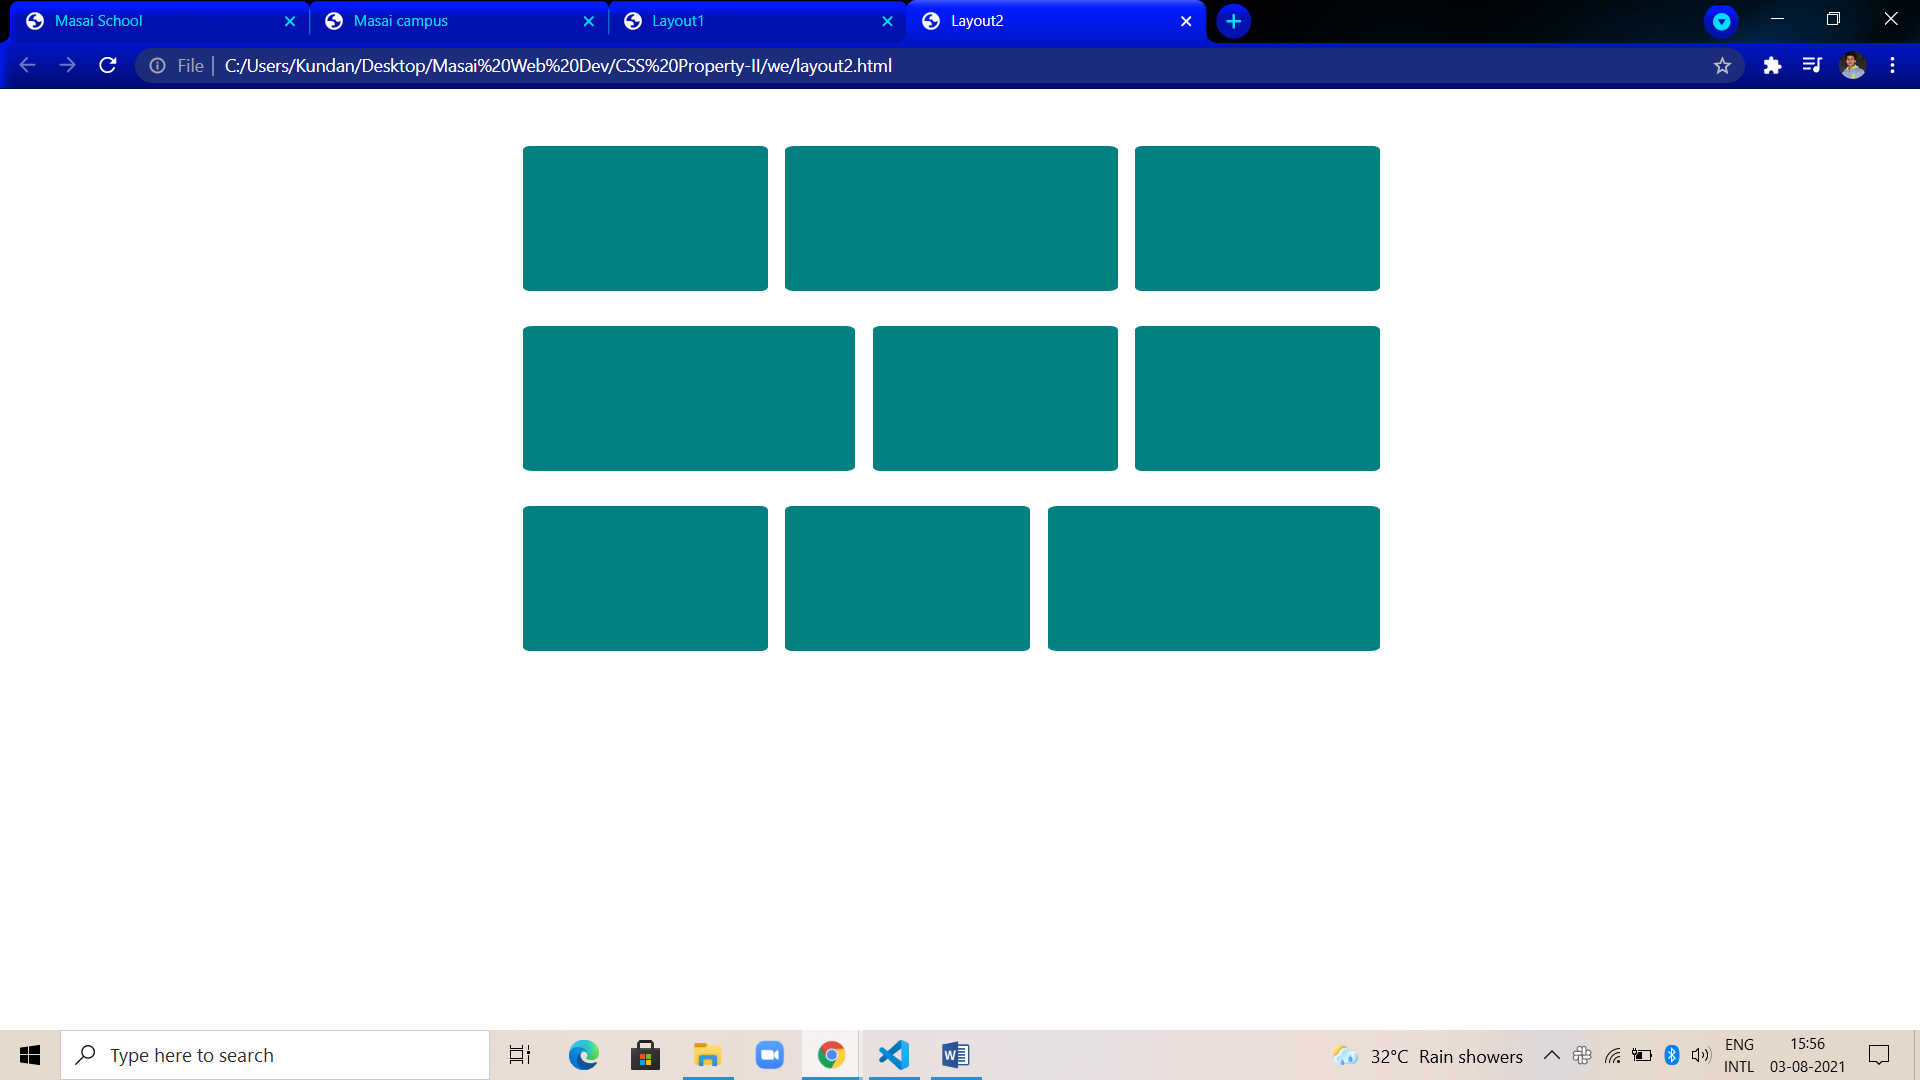 Masai School
Masai campus
Layout1
Layout2
File
C:/Users/Kundan/Desktop/Masai%20Web%20Dev/CSS%20Property-II/we/layout2.html
Type here to search
32°C Rain showers
ENG
INTL
15:56
03-08-2021